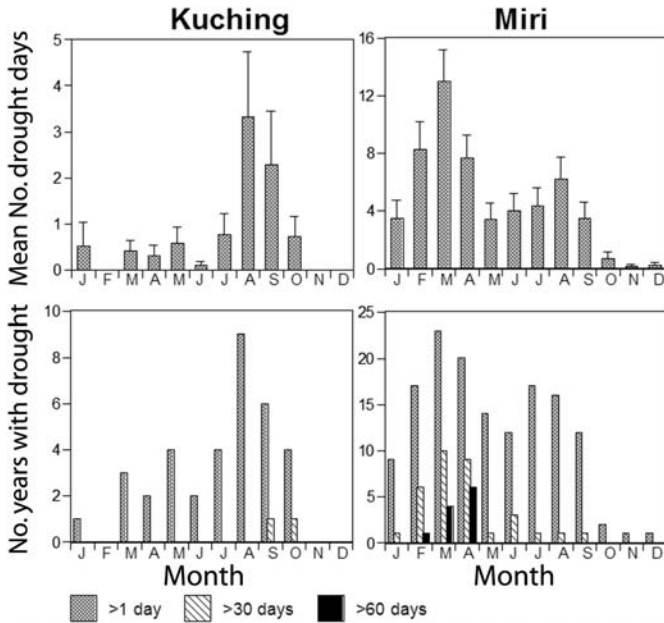 Kuching
Miri
Mean No. drought days
5
4
3
2
1
0
J F M A M J J A S O N D
16
12
8
4
0
J F M A M J J A S O N D
No. years with drought
10
8
6
4
2
0
J F M A M J J A S O N D
Month
25
20
15
10
5
0
J F M A M J J A S O N D
Month
>1 day >30 days >60 days